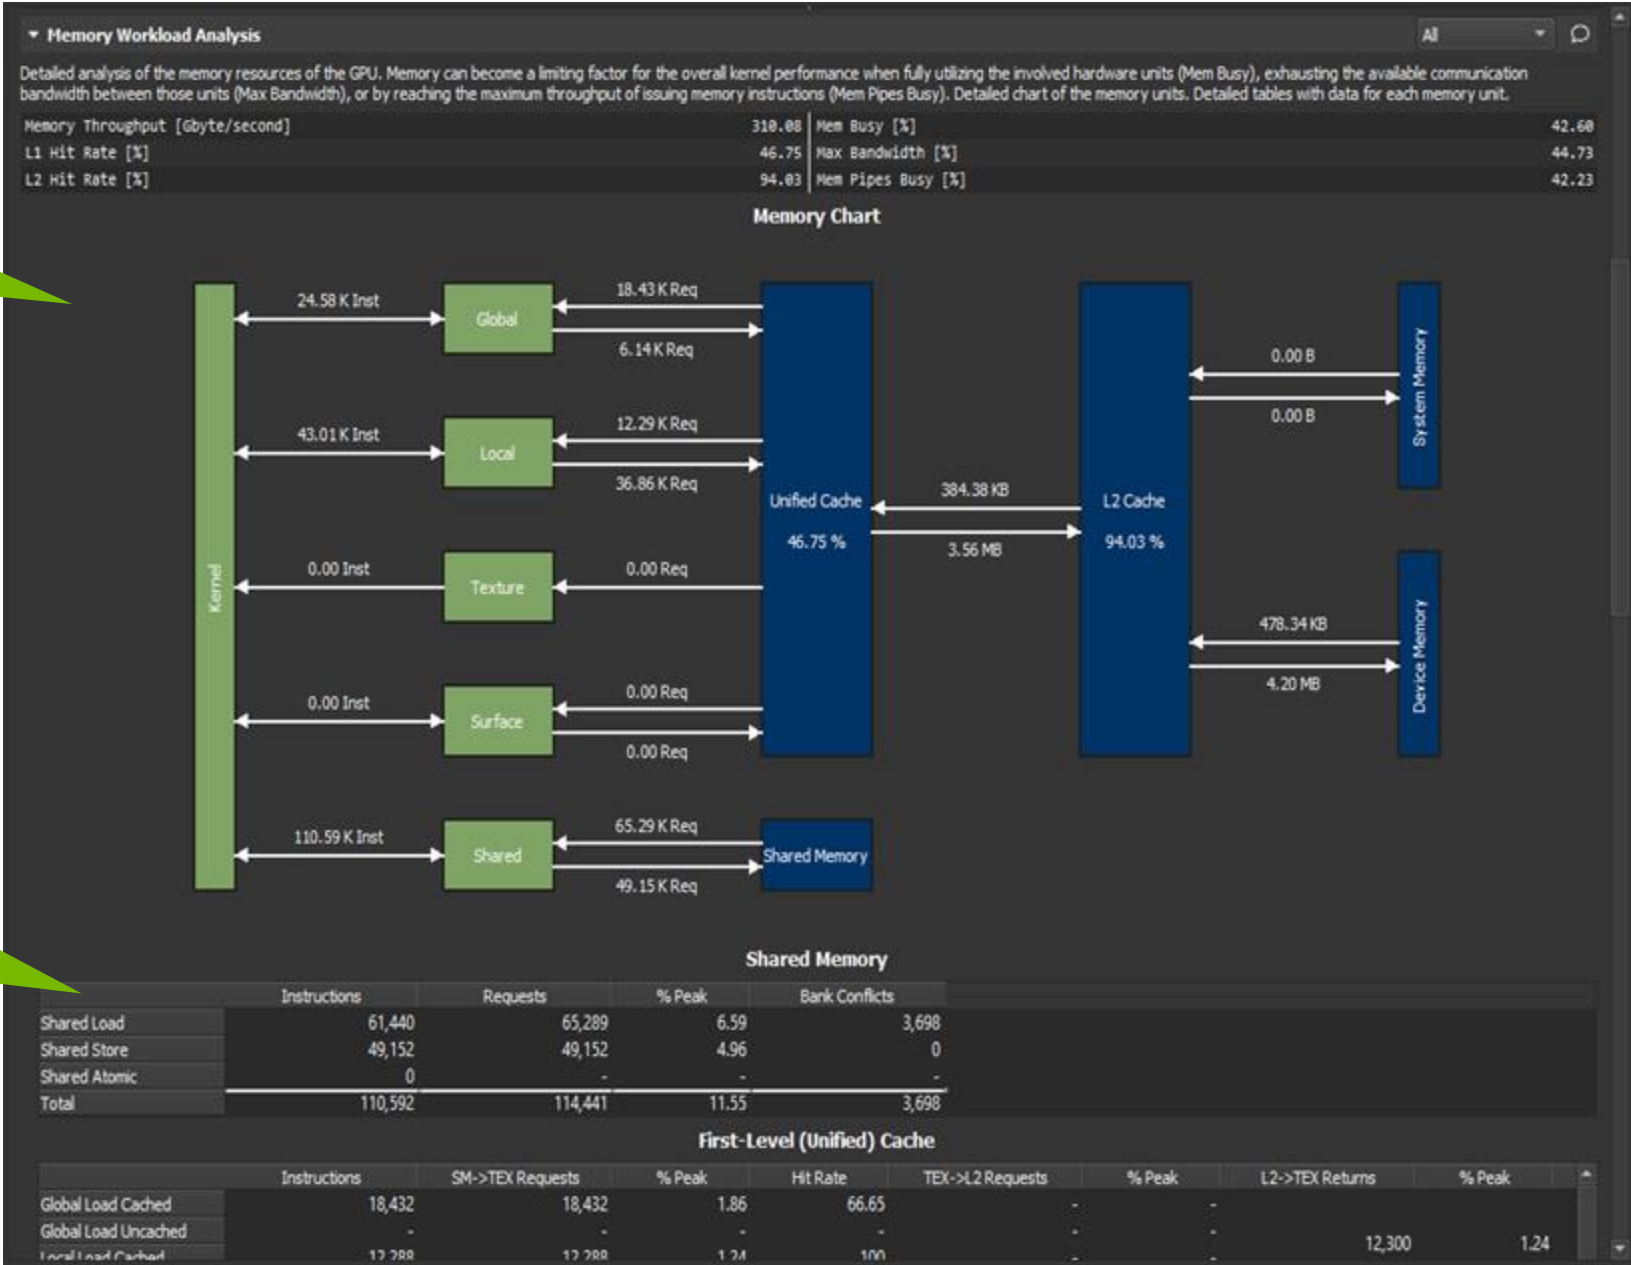 Memory Workload Analysis
All
Detailed analysis of the memory resources of the GPU. Memory can become a limiting factor for the overall kernel performance when fully utilizing the involved hardware units (Mem Busy), exhausting the available communication
bandwidth between those units (Max Bandwidth), or by reaching the maximum throughput of issuing memory instructions (Mem Pipes Busy). Detailed chart of the memory units. Detailed tables with data for each memory unit.
Memory Throughput [Gbyte/second] 310.08 Mem Busy [%] 42.60
L1 Hit Rate [%] 46.75 Max Bandwidth [%] 44.73
L2 Hit Rate [%] 94.03 Mem Pipes Busy [%] 42.23
Memory Chart
Kernel
24.58 K Inst
Global
18.43 K Req
6.14 K Req
43.01 K Inst
Local
12.29 K Req
36.86 K Req
0.00 Inst
Texture
0.00 Req
0.00 Inst
Surface
0.00 Req
0.00 Req
110.59 K Inst
Shared
65.29 K Req
49.15 K Req
Unified Cache
46.75 %
Shared Memory
384.38 KB
3.56 MB
L2 Cache
94.03 %
0.00 B
0.00 B
System Memory
478.34 KB
4.20 MB
Device Memory
Shared Memory
Instructions Requests % Peak Bank Conflicts
Shared Load 61,440 65,289 6.59 3,698
Shared Store 49,152 49,152 4.96 0
Shared Atomic 0 - - -
Total 110,592 114,441 11.55 3,698
First-Level (Unified) Cache
Instructions SM->TEX Requests % Peak Hit Rate TEX->L2 Requests % Peak L2->TEX Returns % Peak
Global Load Cached 18,432 18,432 1.86 66.65 - -
Global Load Uncached - - - - - - 12,300 1.24
Local Load Cached 12,288 12,288 1.24 100 - -